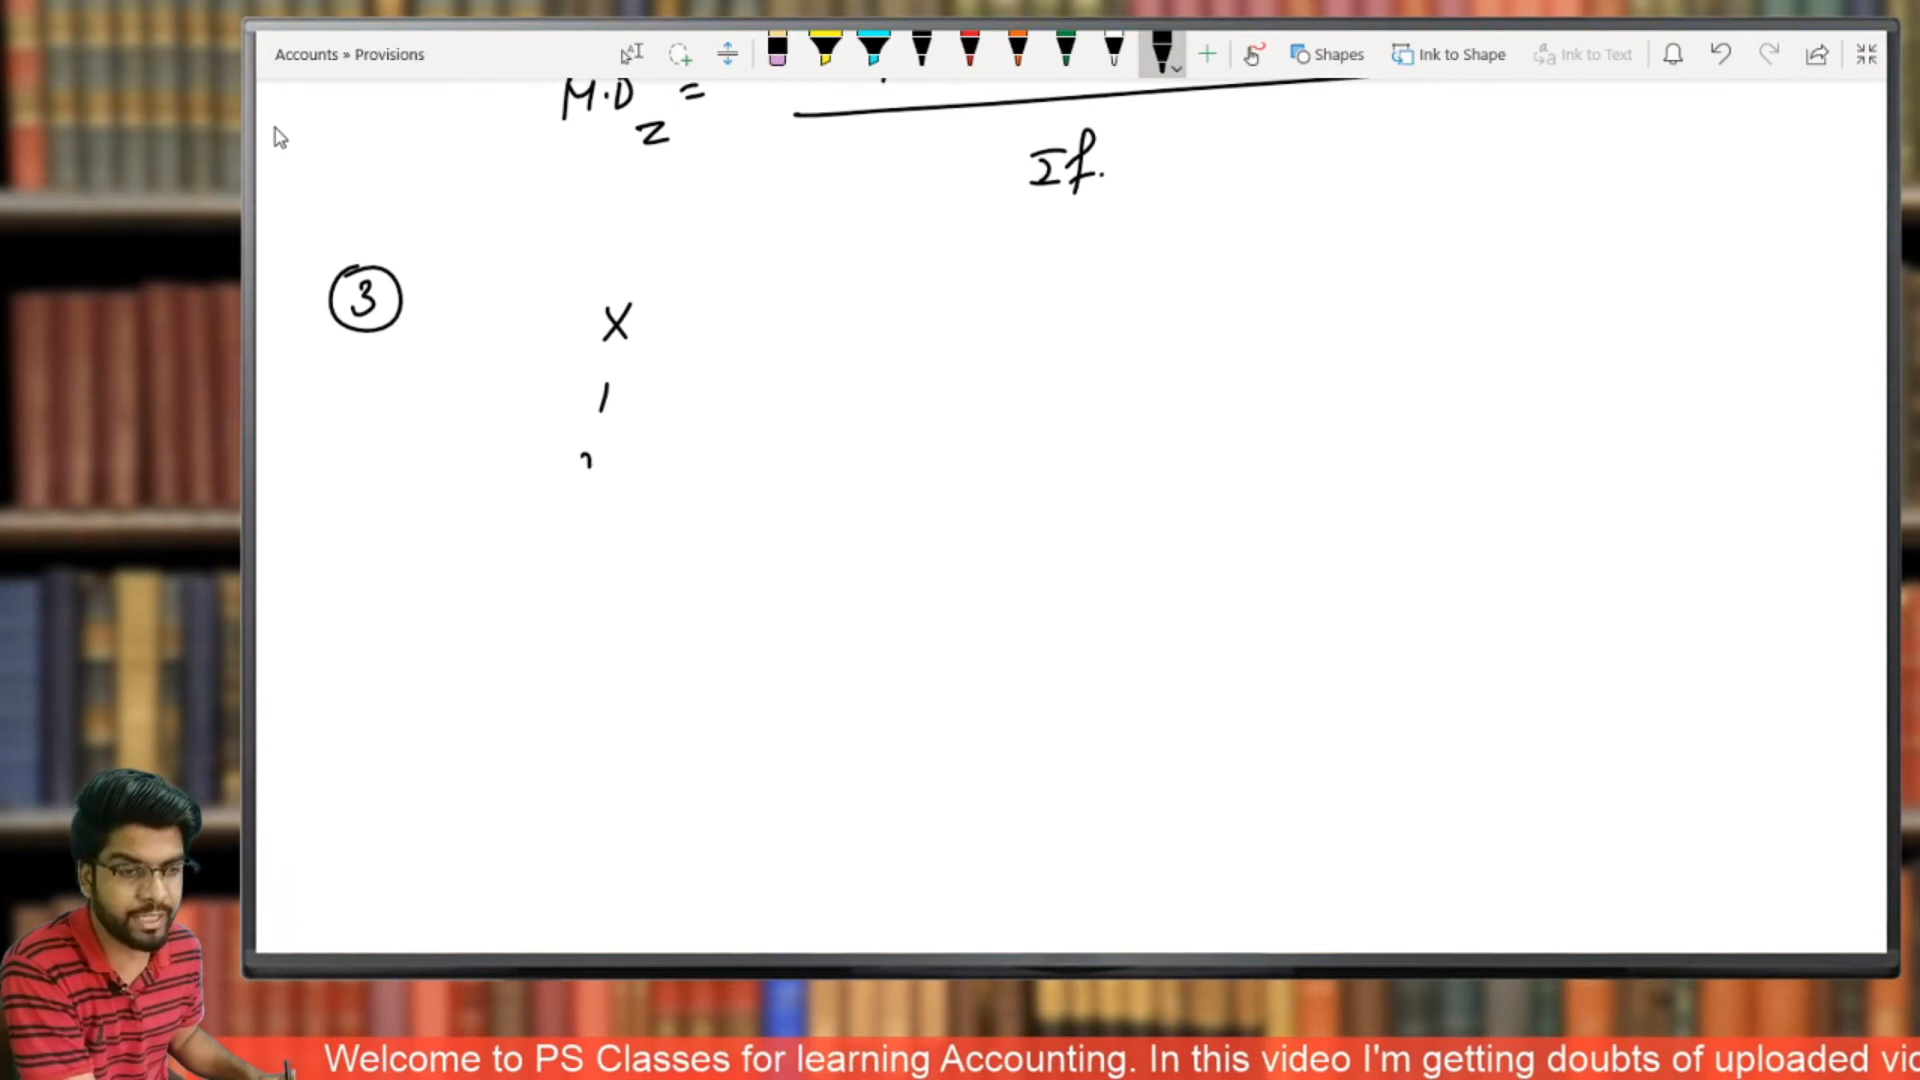 Accounts » Provisions
Shapes
Ink to Shape
Ink to Text
M.D =
Z
Σf.
3
X
1
Welcome to PS Classes for learning Accounting. In this video I'm getting doubts of uploaded